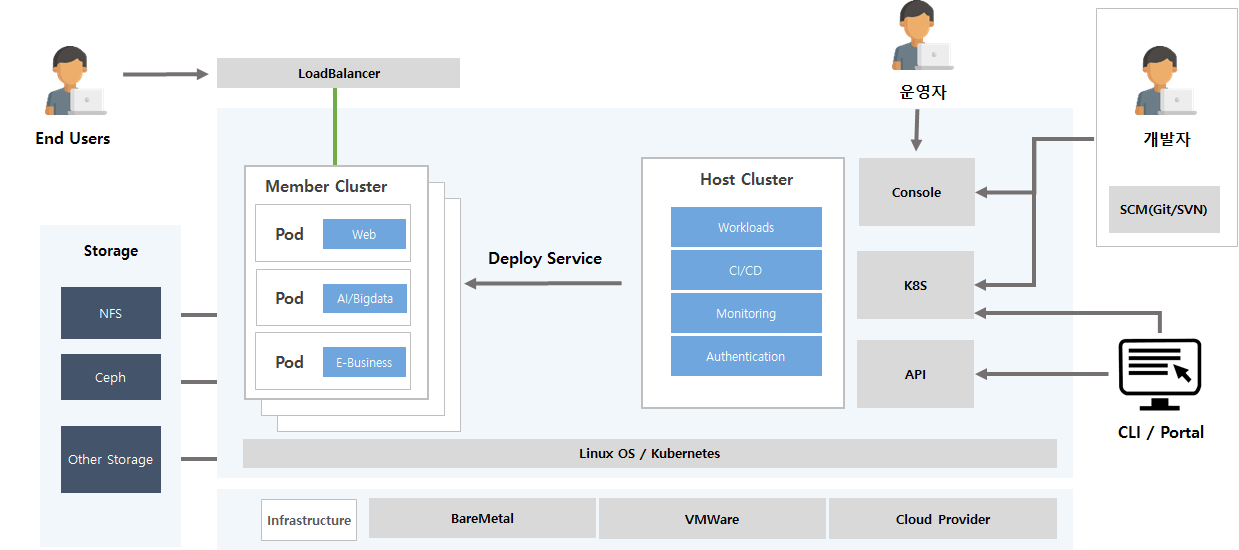 End Users
LoadBalancer
운영자
개발자
SCM(Git/SVN)
Member Cluster
Pod
Web
Pod
AI/Bigdata
Pod
E-Business
Deploy Service
Host Cluster
Workloads
CI/CD
Monitoring
Authentication
Console
K8S
API
CLI / Portal
Storage
NFS
Ceph
Other Storage
Linux OS / Kubernetes
Infrastructure
BareMetal
VMWare
Cloud Provider